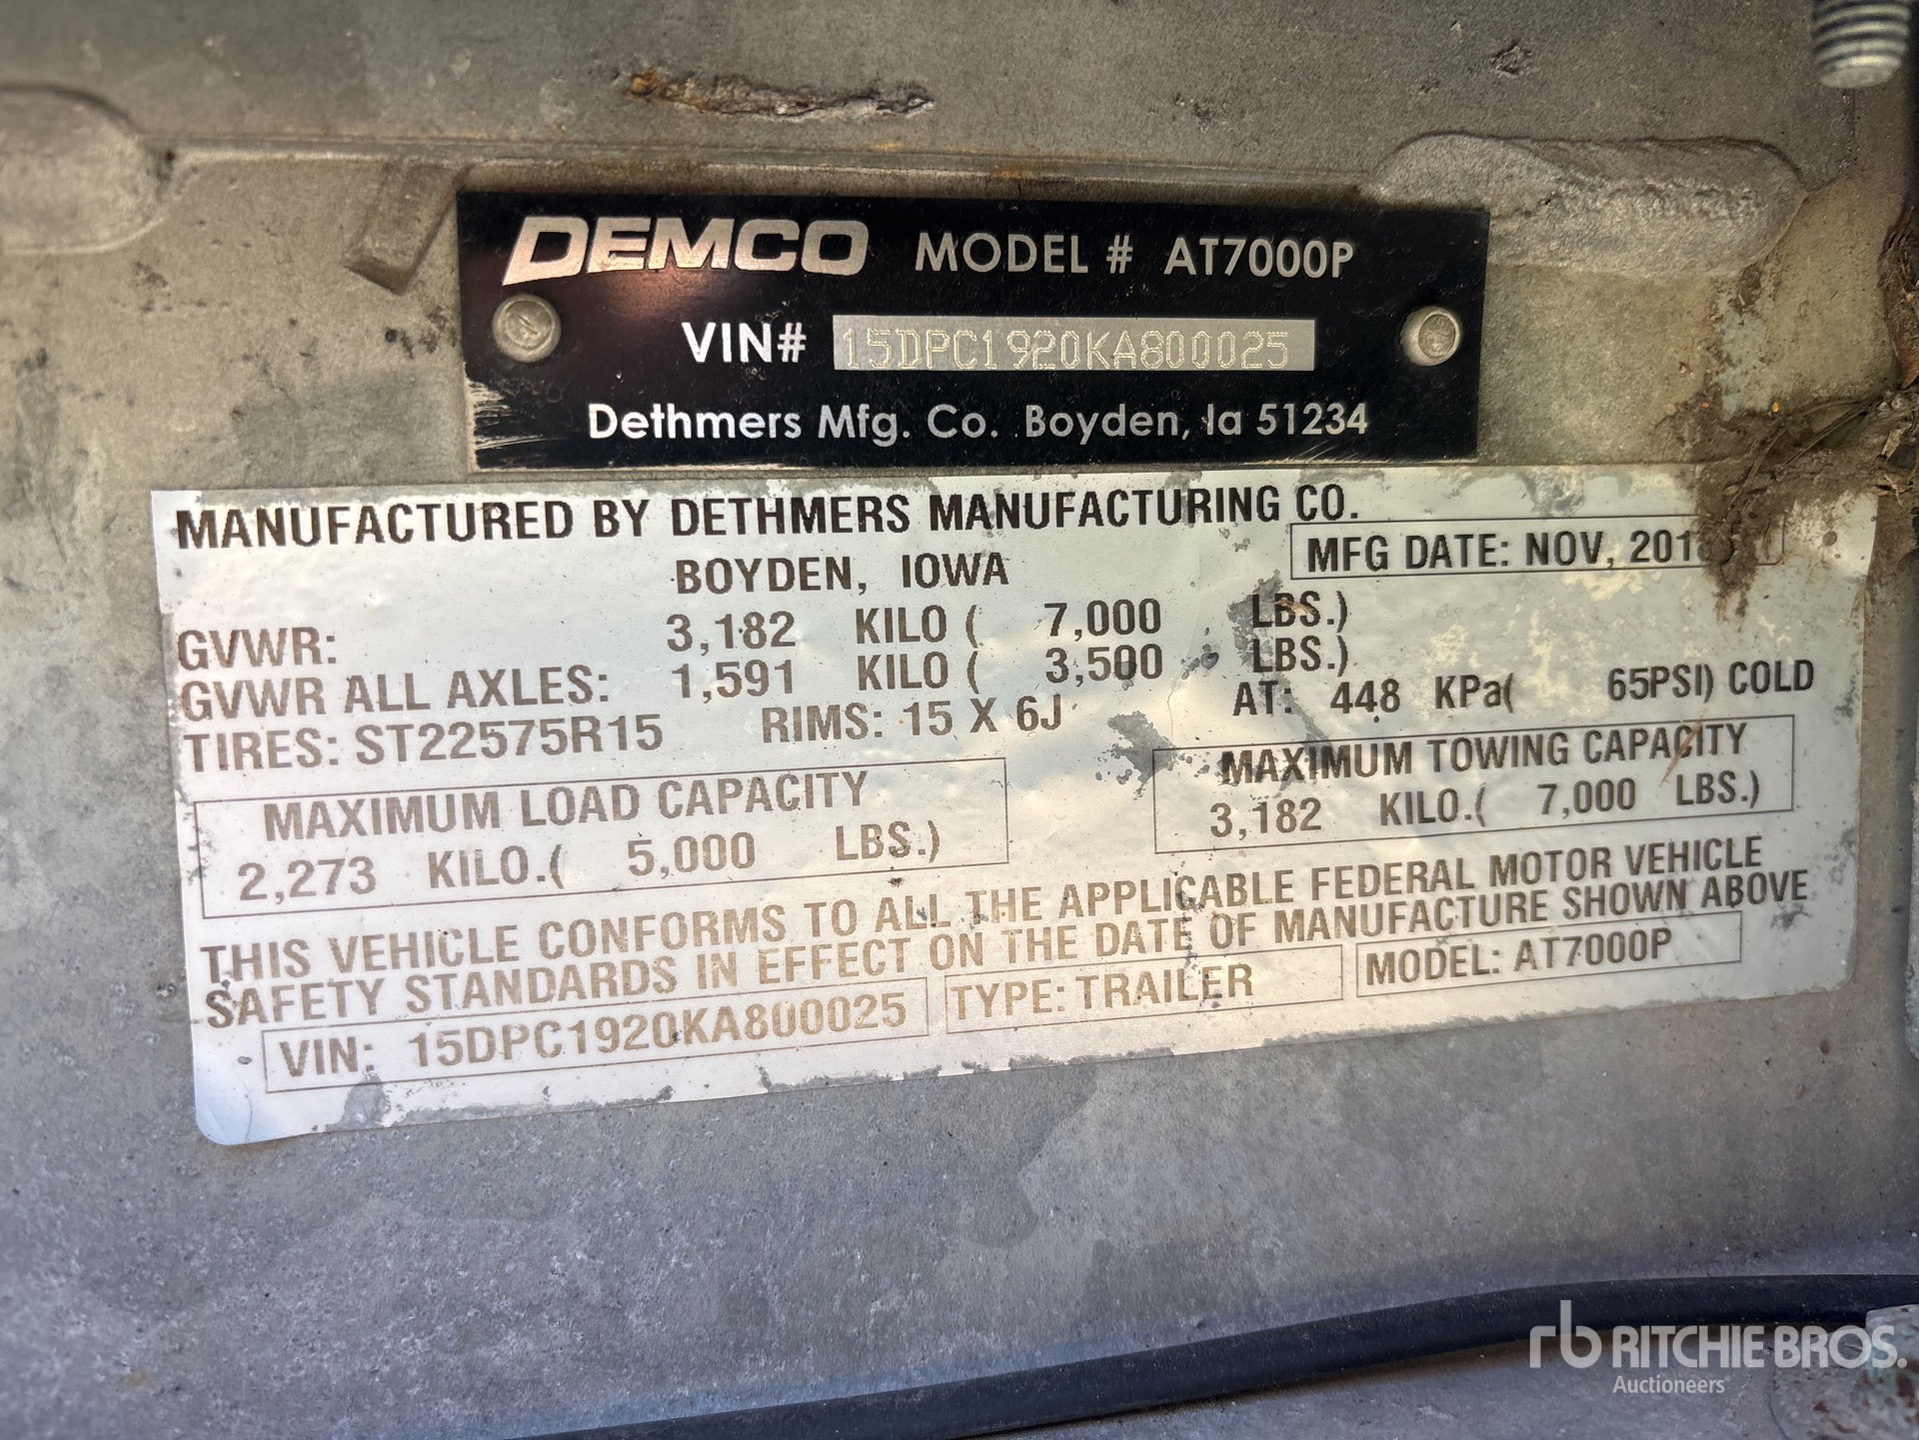 DEMCO MODEL # AT7000P
VIN# 15DPC1920KA800025
Dethmers Mfg. Co. Boyden, Ia 51234
MANUFACTURED BY DETHMERS MANUFACTURING CO.
BOYDEN, IOWA
MFG DATE: NOV, 2018
GVWR: 3,182 KILO ( 7,000 LBS.)
GVWR ALL AXLES: 1,591 KILO ( 3,500 LBS.)
TIRES: ST22575R15 RIMS: 15 X 6J AT: 448 KPa( 65PSI) COLD
MAXIMUM LOAD CAPACITY
2,273 KILO.( 5,000 LBS.)
MAXIMUM TOWING CAPACITY
3,182 KILO.( 7,000 LBS.)
THIS VEHICLE CONFORMS TO ALL THE APPLICABLE FEDERAL MOTOR VEHICLE
SAFETY STANDARDS IN EFFECT ON THE DATE OF MANUFACTURE SHOWN ABOVE
VIN: 15DPC1920KA800025 TYPE: TRAILER MODEL: AT7000P
rb RITCHIE BROS.
Auctioneers